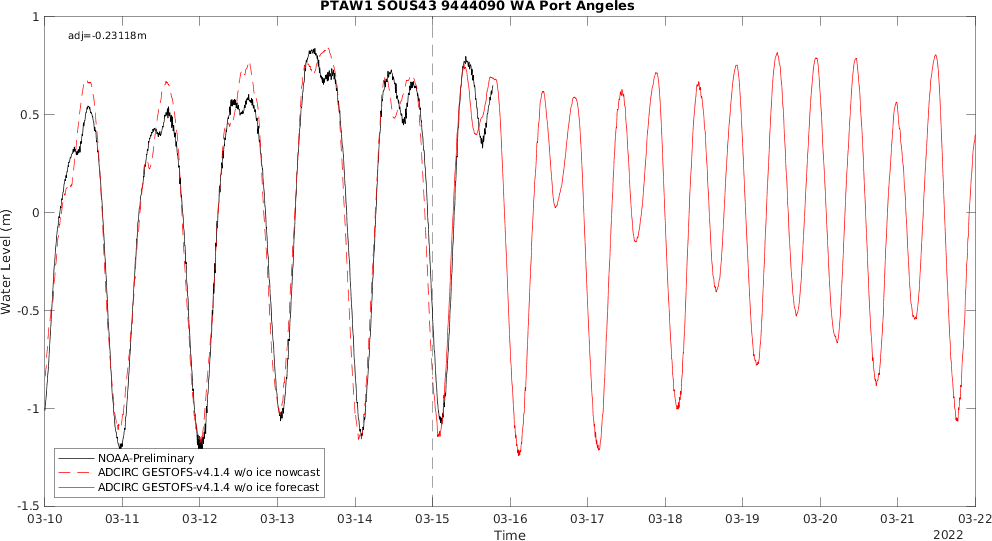 PTAW1 SOUS43 9444090 WA Port Angeles
adj=-0.23118m
1
0.5
0
-0.5
-1
-1.5
Water Level (m)
NOAA-Preliminary
ADCIRC GESTOFS-v4.1.4 w/o ice nowcast
ADCIRC GESTOFS-v4.1.4 w/o ice forecast
03-10 03-11 03-12 03-13 03-14 03-15 03-16 03-17 03-18 03-19 03-20 03-21 03-22
Time
2022